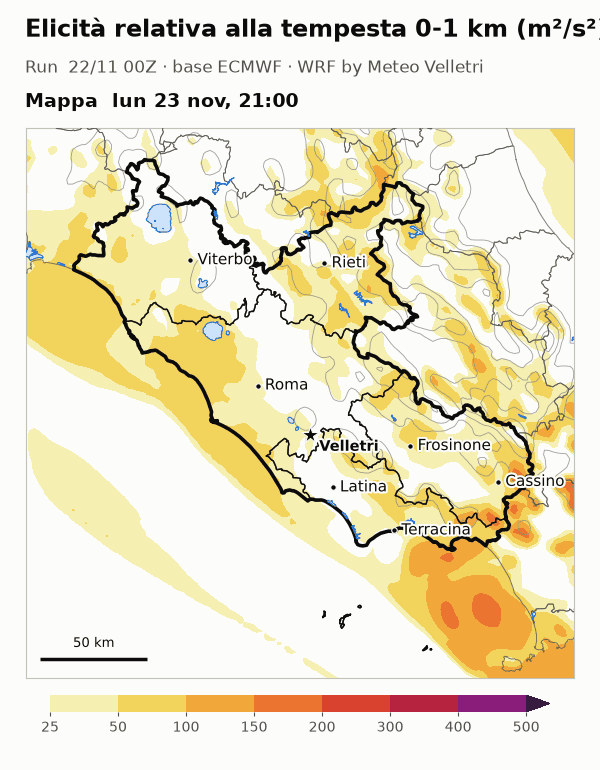 Elicità relativa alla tempesta 0-1 km (m²/s²)
Run  22/11 00Z · base ECMWF · WRF by Meteo Velletri
Mappa  lun 23 nov, 21:00
Viterbo
Rieti
Roma
Velletri
Frosinone
Cassino
Latina
Terracina
50 km
25 50 100 150 200 300 400 500